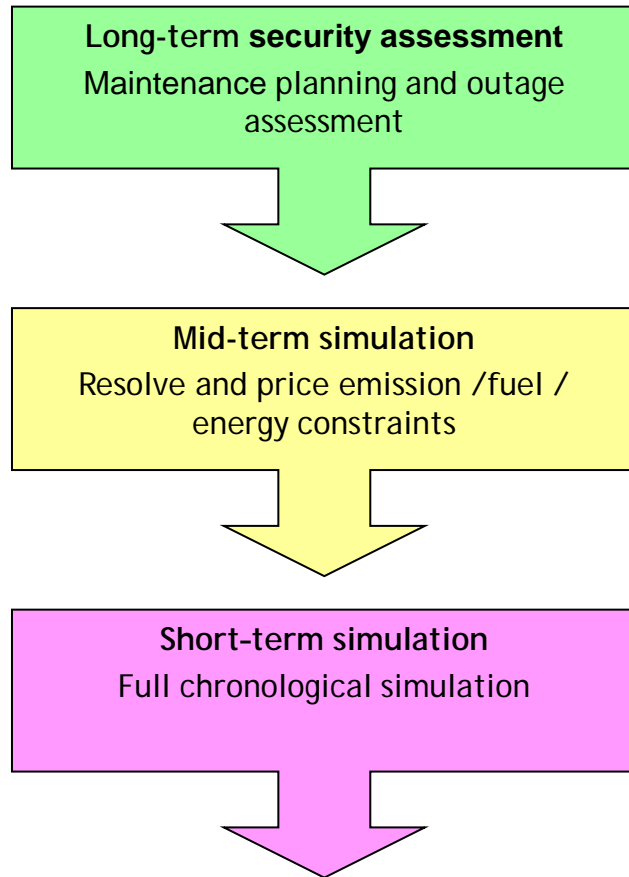 Long-term security assessment
Maintenance planning and outage
assessment
Mid-term simulation
Resolve and price emission /fuel /
energy constraints
Short-term simulation
Full chronological simulation